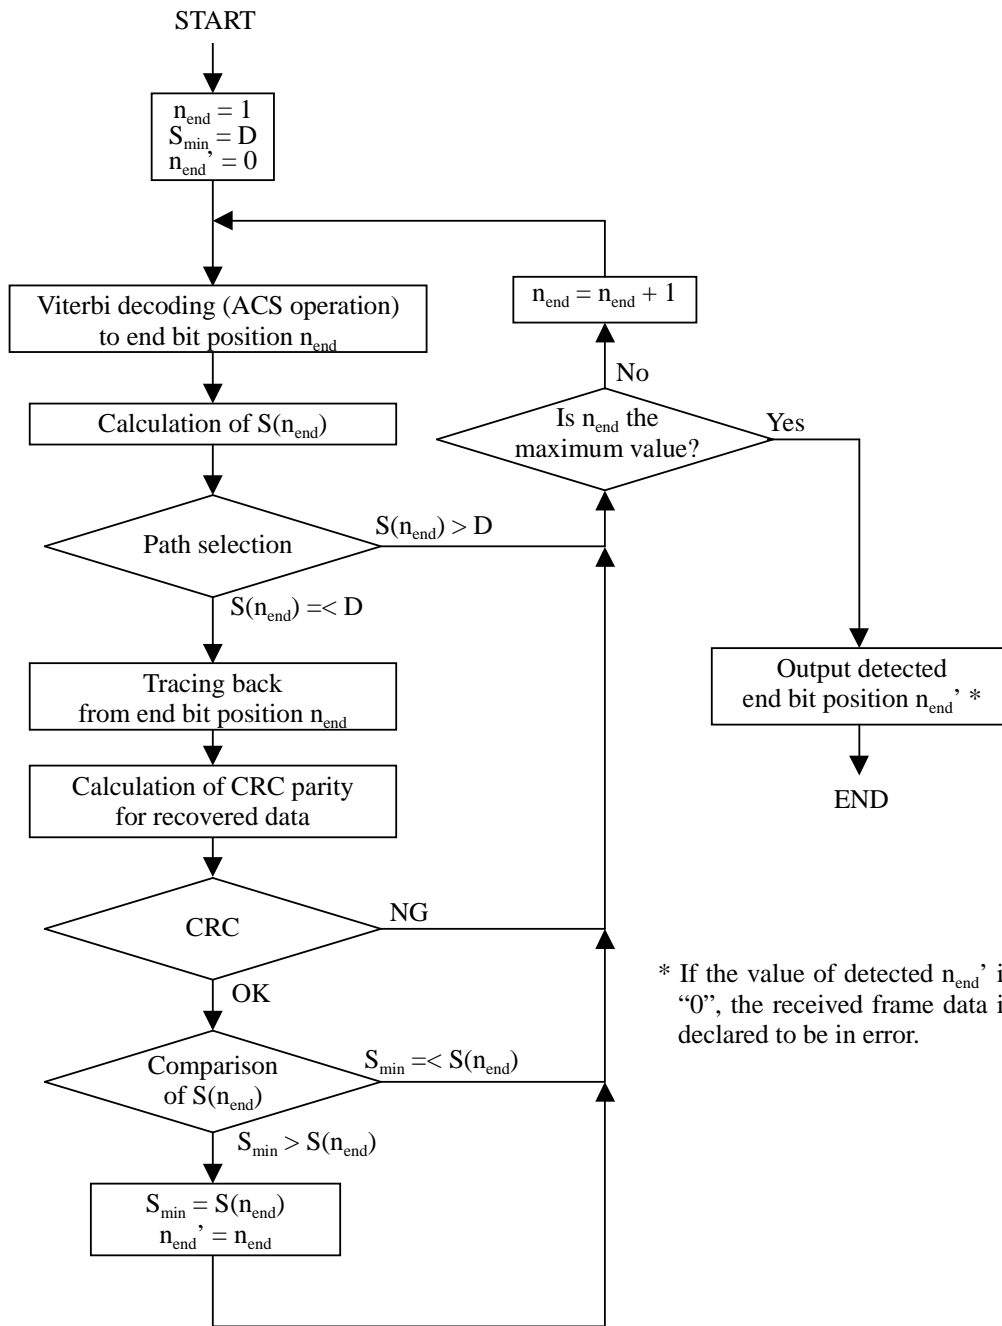 START
n_end = 1
S_min = D
n_end’ = 0
Viterbi decoding (ACS operation)
to end bit position n_end
Calculation of S(n_end)
Path selection
S(n_end) > D
S(n_end) =< D
Tracing back
from end bit position n_end
Calculation of CRC parity
for recovered data
CRC
NG
OK
Comparison
of S(n_end)
S_min =< S(n_end)
S_min > S(n_end)
S_min = S(n_end)
n_end’ = n_end
n_end = n_end + 1
No
Is n_end the
maximum value?
Yes
Output detected
end bit position n_end’ *
END
* If the value of detected n_end’ i
“0”, the received frame data i
declared to be in error.